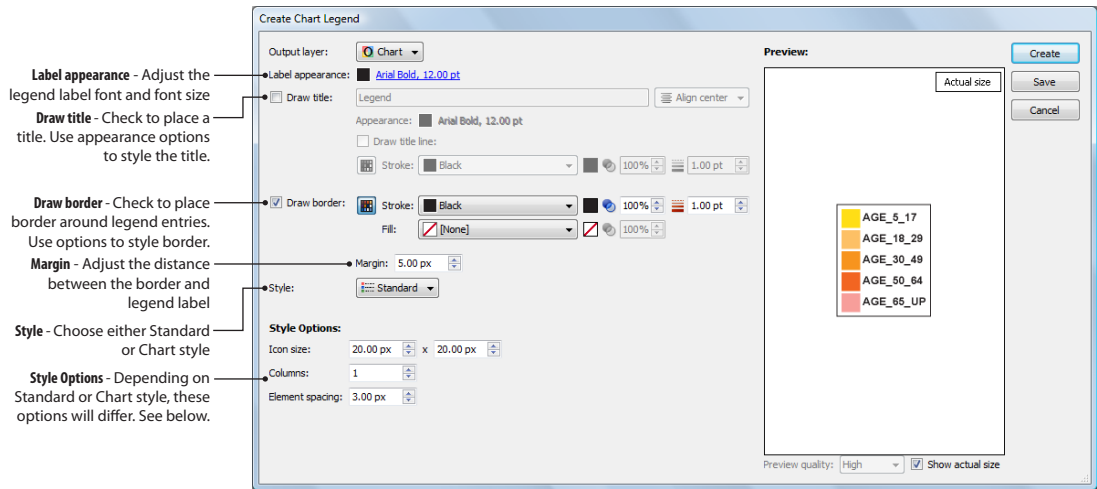 Create Chart Legend
Output layer: Chart
Label appearance: Arial Bold, 12.00 pt
Draw title: Legend Align center
Appearance: Arial Bold, 12.00 pt
Draw title line:
Stroke: Black 100% 1.00 pt
Draw border: Stroke: Black 100% 1.00 pt
Fill: [None] 100%
Margin: 5.00 px
Style: Standard
Style Options:
Icon size: 20.00 px x 20.00 px
Columns: 1
Element spacing: 3.00 px
Preview:
Actual size
AGE_5_17
AGE_18_29
AGE_30_49
AGE_50_64
AGE_65_UP
Preview quality: High Show actual size
Create
Save
Cancel
Label appearance - Adjust the
legend label font and font size
Draw title - Check to place a
title. Use appearance options
to style the title.
Draw border - Check to place
border around legend entries.
Use options to style border.
Margin - Adjust the distance
between the border and
legend label
Style - Choose either Standard
or Chart style
Style Options - Depending on
Standard or Chart style, these
options will differ. See below.